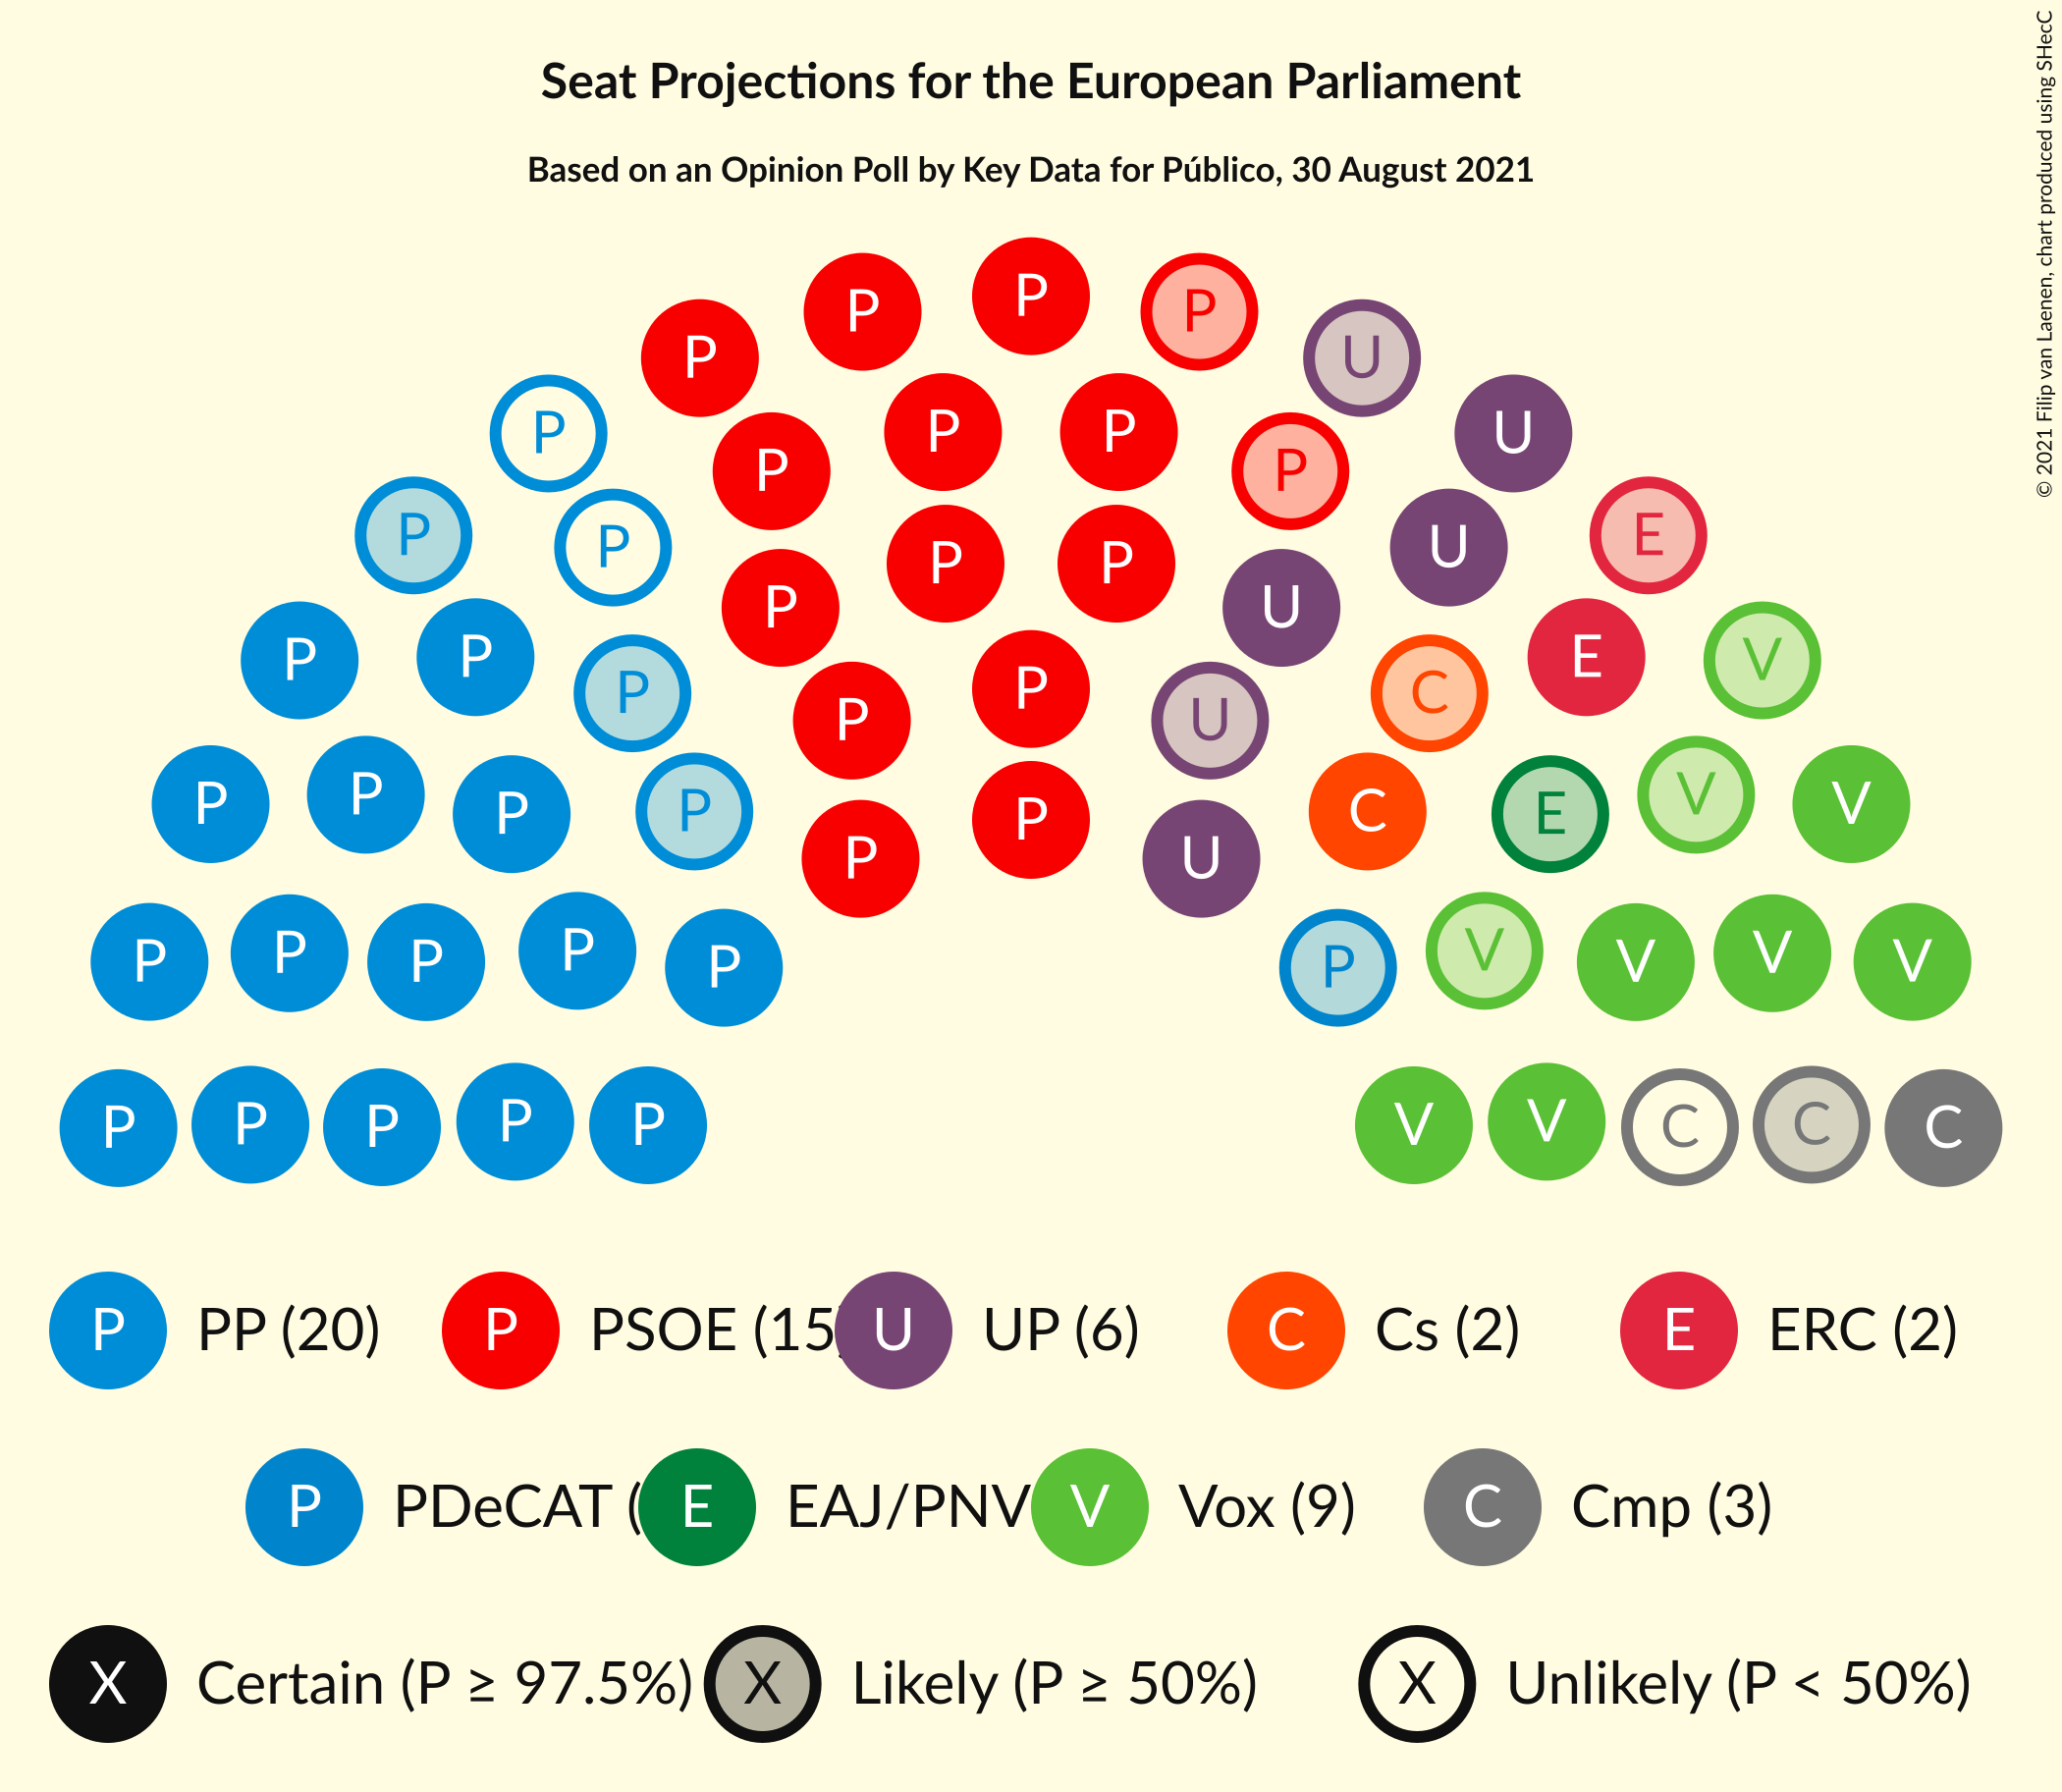 Seat Projections for the European Parliament
Based on an Opinion Poll by Key Data for Público, 30 August 2021
© 2021 Filip van Laenen, chart produced using SHecC
P
P P
P U
P U
P P
P P
P U
P E
P P
P P
P U
P P
P U
P E
P V
P C
P
P U
P V
P V
P C
P E
P
P U
P V
P V
P V
P V
P P
P V
P C
P C
P C
P V
P V
P PP (20) P PSOE (15 U UP (6) C Cs (2) E ERC (2)
P PDeCAT ( E EAJ/PNV V Vox (9) C Cmp (3)
X Certain (P ≥ 97.5%) X Likely (P ≥ 50%) X Unlikely (P < 50%)